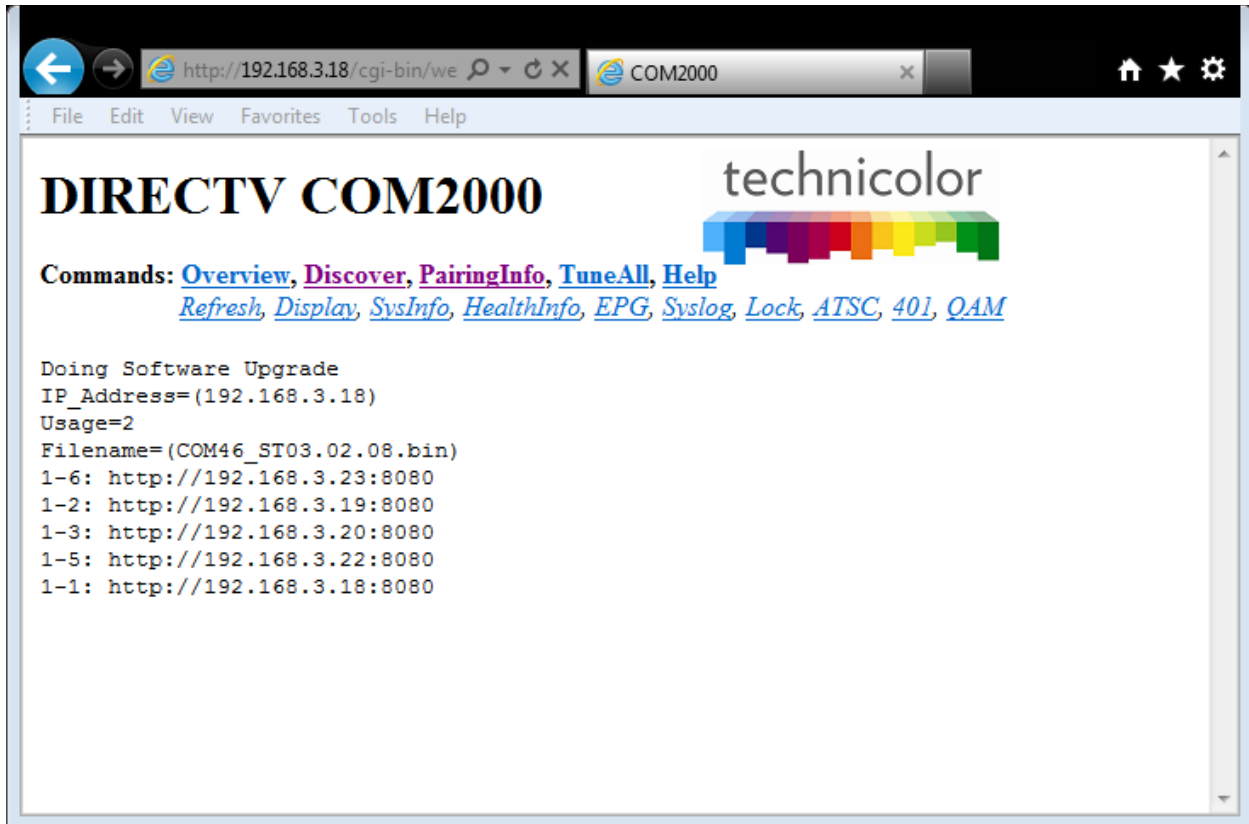 http://192.168.3.18/cgi-bin/we
COM2000
File Edit View Favorites Tools Help
DIRECTV COM2000
technicolor
Commands: Overview, Discover, PairingInfo, TuneAll, Help
Refresh, Display, SysInfo, HealthInfo, EPG, Syslog, Lock, ATSC, 401, QAM
Doing Software Upgrade
IP_Address=(192.168.3.18)
Usage=2
Filename=(COM46_ST03.02.08.bin)
1-6: http://192.168.3.23:8080
1-2: http://192.168.3.19:8080
1-3: http://192.168.3.20:8080
1-5: http://192.168.3.22:8080
1-1: http://192.168.3.18:8080